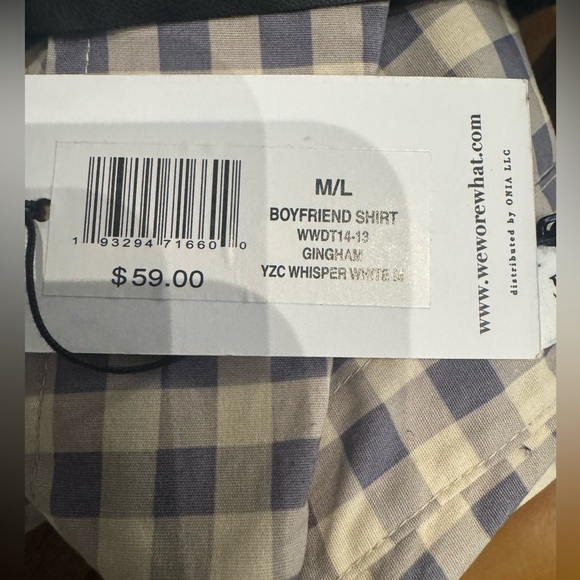 M/L
BOYFRIEND SHIRT
WWDT14-13
GINGHAM
YZC WHISPER WHITE
1 93294 71660 0
$59.00
www.weworewhat.com
distributed by ONIA LLC